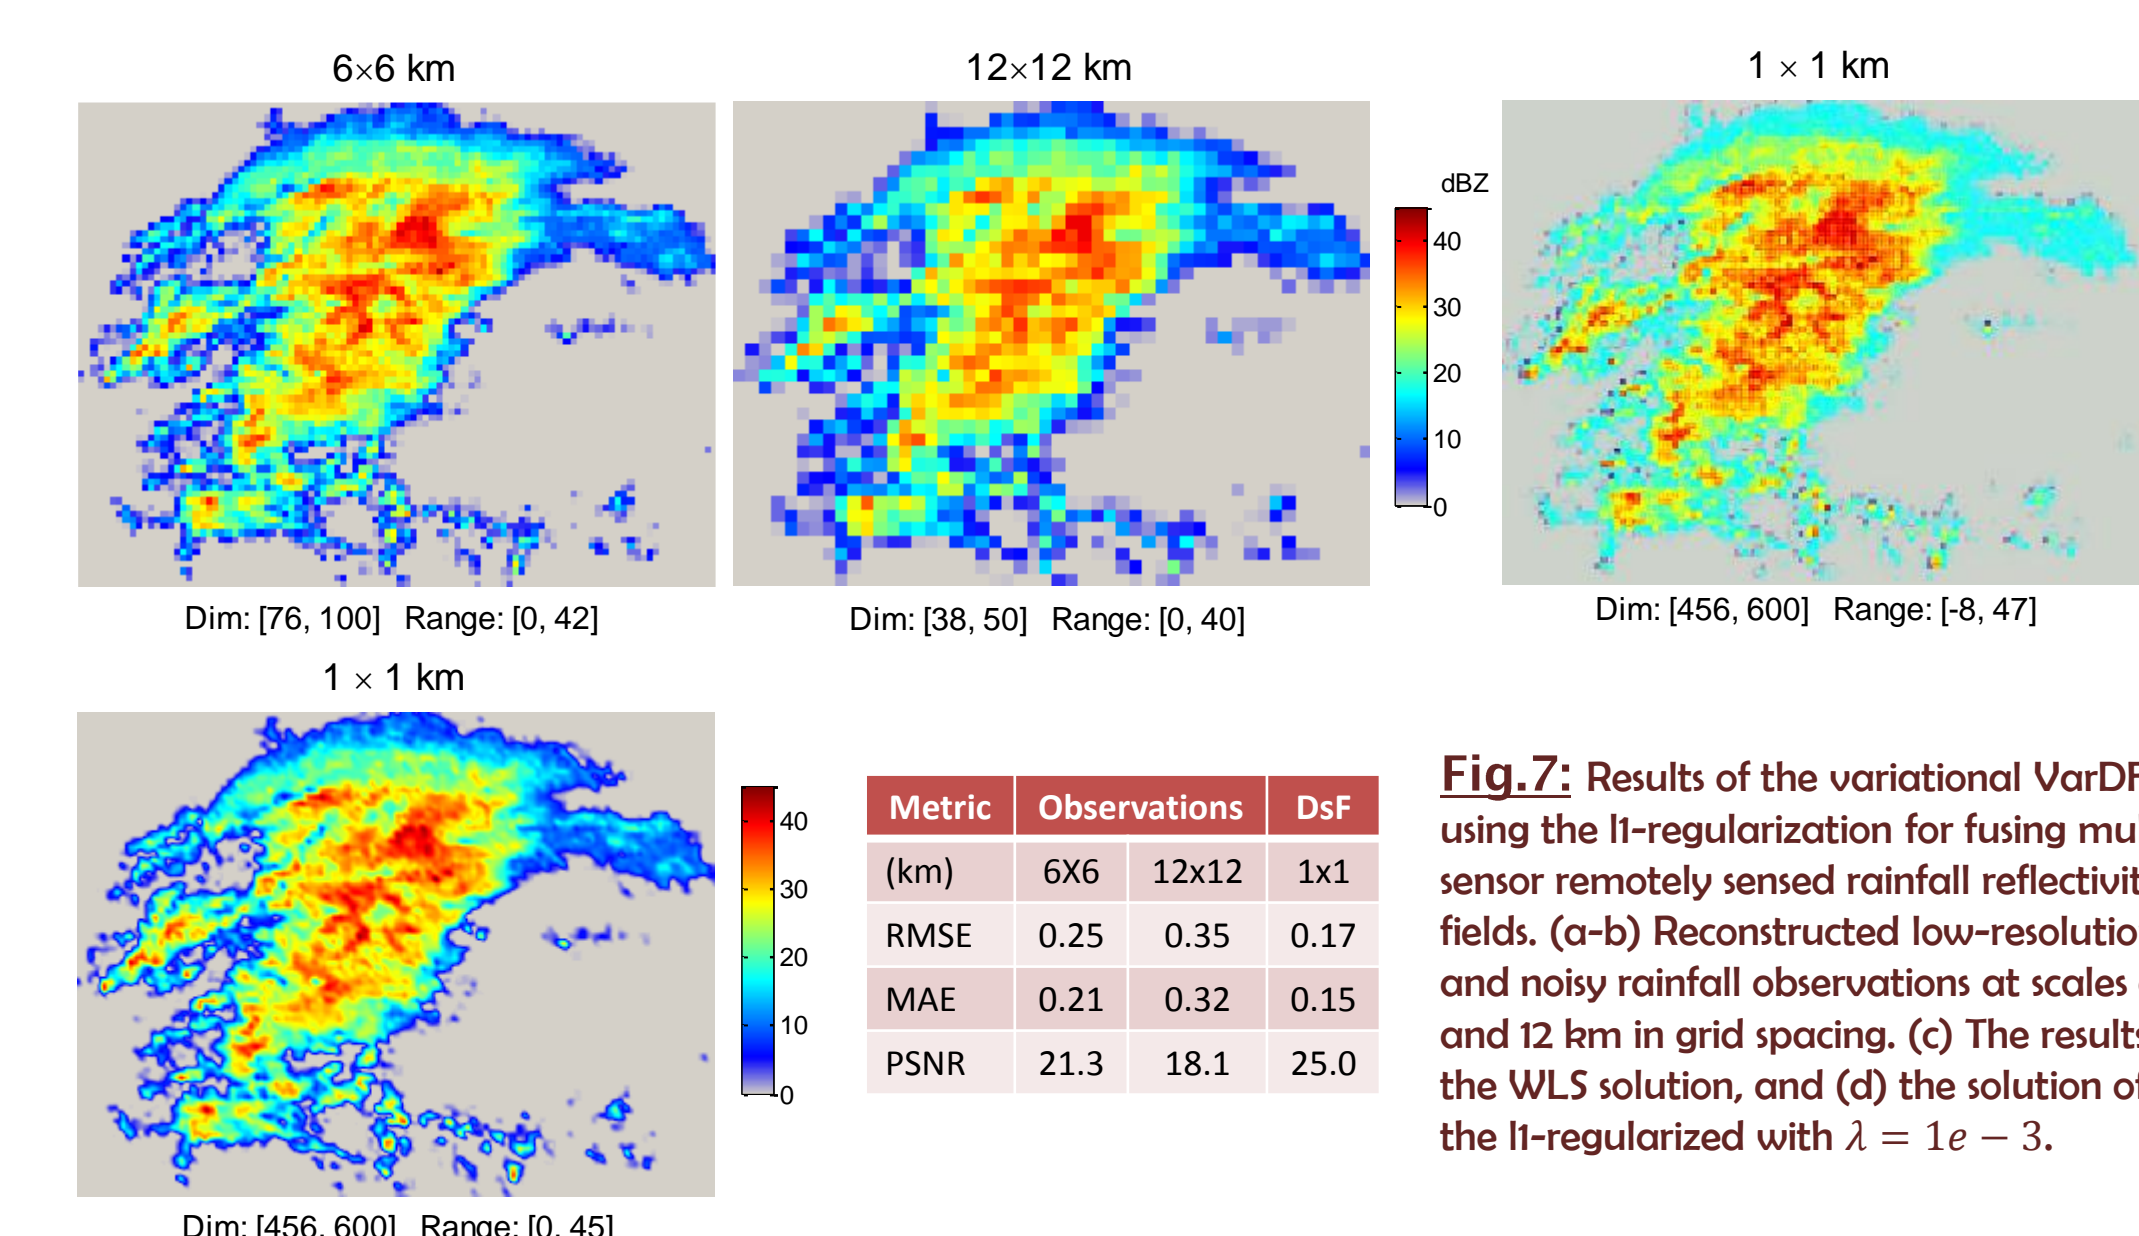 6×6 km
12×12 km
1 × 1 km
dBZ
40
30
20
10
0
Dim: [76, 100] Range: [0, 42]
Dim: [38, 50] Range: [0, 40]
Dim: [456, 600] Range: [-8, 47]
1 × 1 km
40
30
20
10
0
Dim: [456, 600] Range: [0, 45]
Metric Observations DsF
(km) 6X6 12x12 1x1
RMSE 0.25 0.35 0.17
MAE 0.21 0.32 0.15
PSNR 21.3 18.1 25.0
Fig.7: Results of the variational
using the l1-regularization for fusing
sensor remotely sensed rainfall
fields. (a-b) Reconstructed
and noisy rainfall observations at scales
and 12 km in grid spacing. (c) The results
the WLS solution, and (d) the solution of
the l1-regularized with λ = 1e − 3.